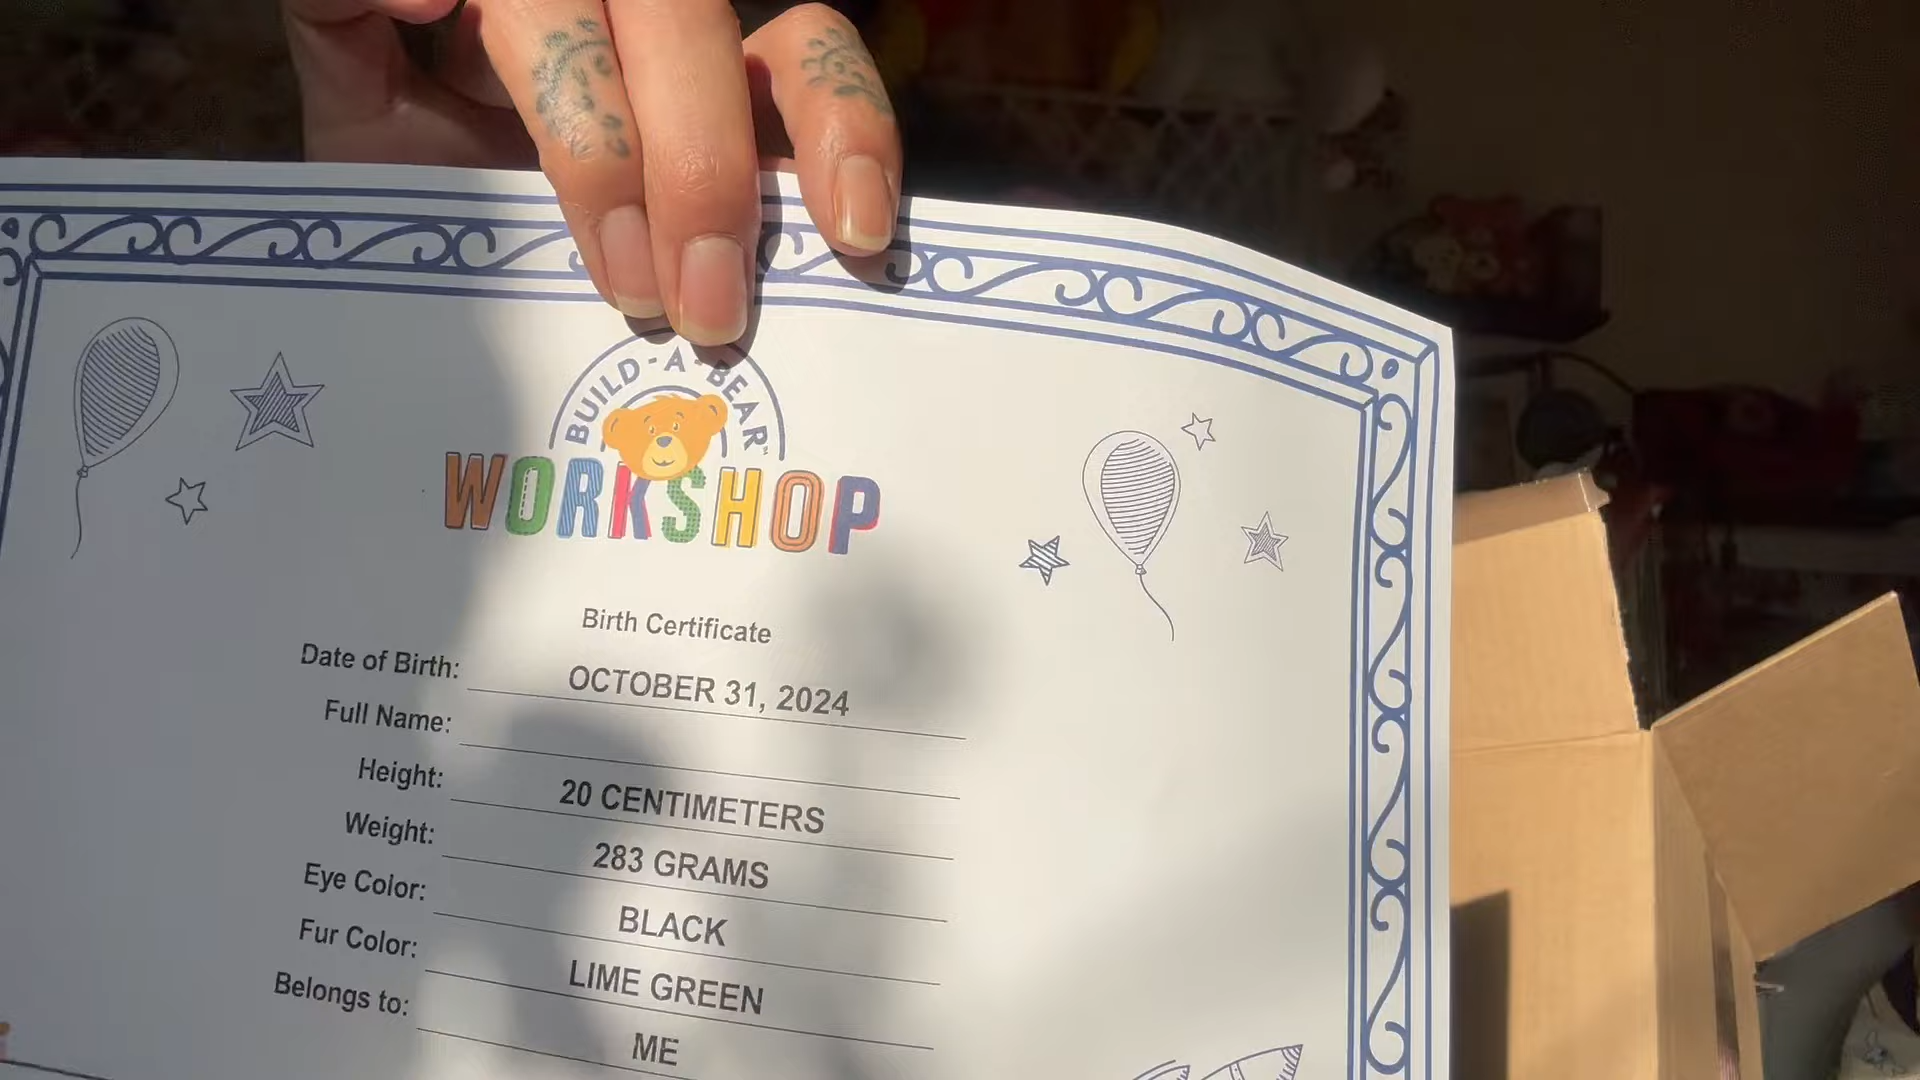 BUILD-A-BEAR™
WORKSHOP
Birth Certificate
Date of Birth: OCTOBER 31, 2024
Full Name:
Height: 20 CENTIMETERS
Weight: 283 GRAMS
Eye Color: BLACK
Fur Color: LIME GREEN
Belongs to: ME